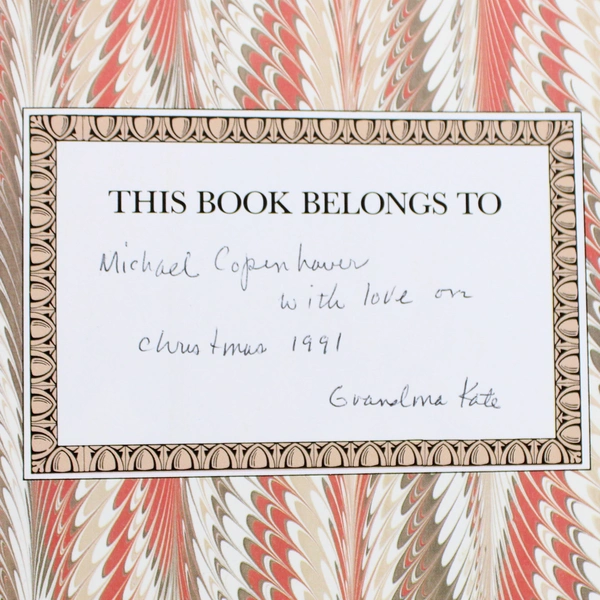 THIS BOOK BELONGS TO
Michael Copenhaver
with love on
Christmas 1991
Grandma Kate